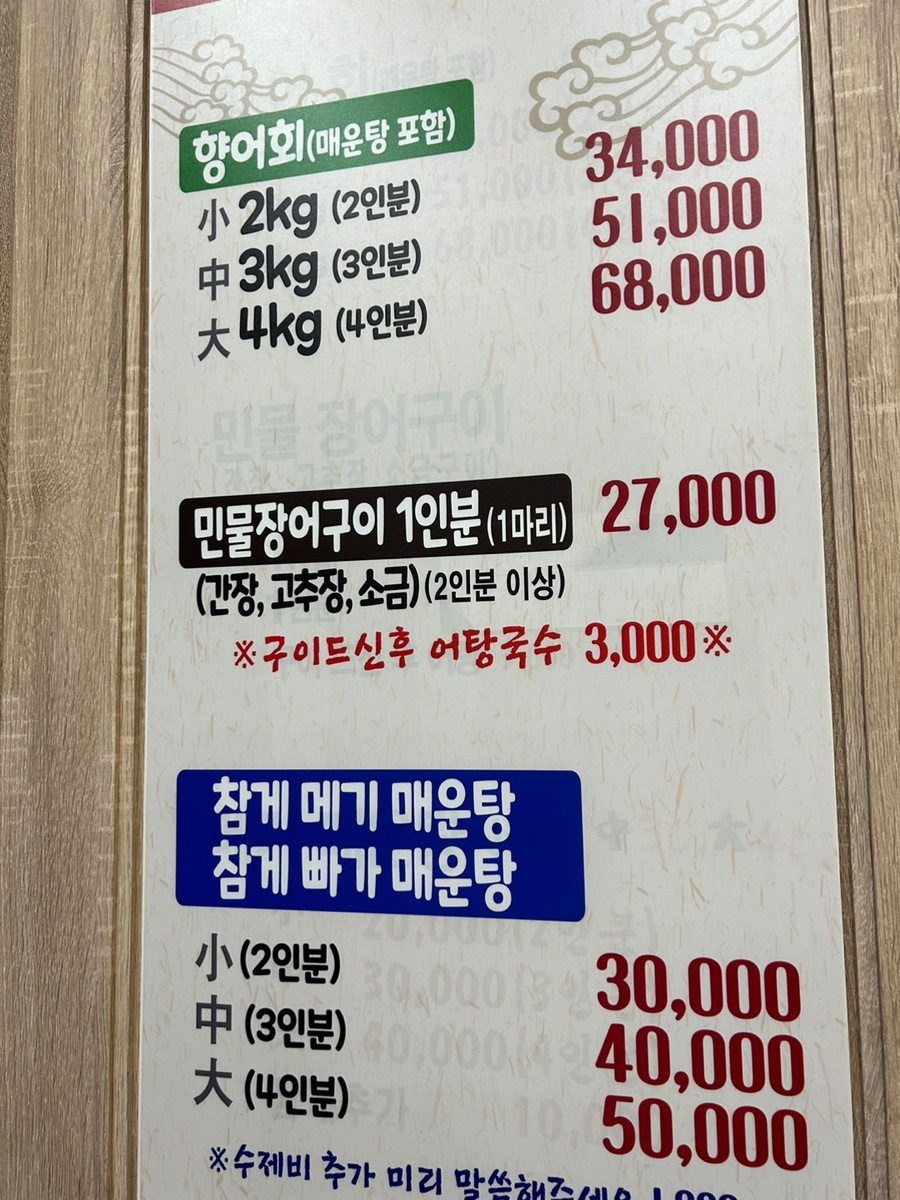 향어회(매운탕 포함)
小 2kg (2인분) 34,000
中 3kg (3인분) 51,000
大 4kg (4인분) 68,000
민물장어구이 1인분 (1마리) 27,000
(간장, 고추장, 소금) (2인분 이상)
※구이드신후 어탕국수 3,000※
참게 메기 매운탕
참게 빠가 매운탕
小 (2인분) 30,000
中 (3인분) 40,000
大 (4인분) 50,000
※수제비 추가 미리 말씀해주세요